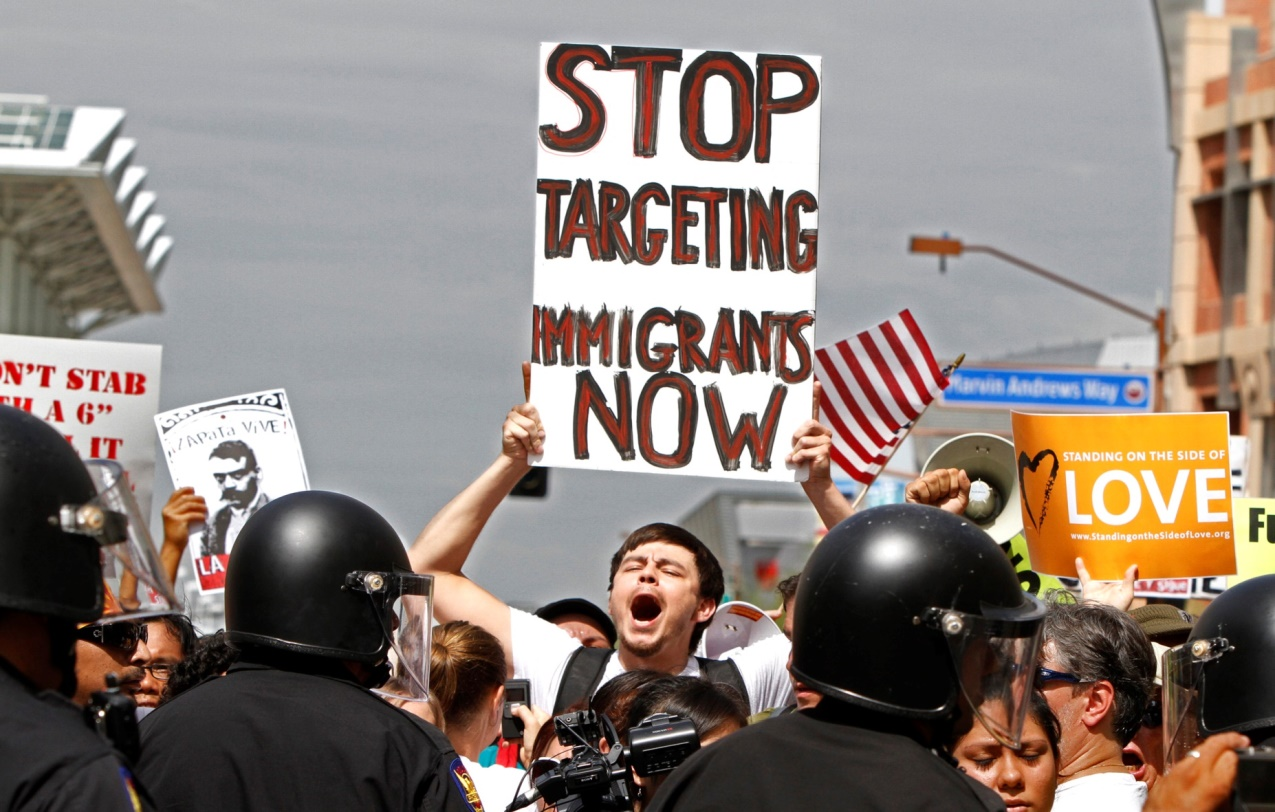 STOP
TARGETING
IMMIGRANTS
NOW
STAB
A 6"
IT
¡ZAPATA VIVE!
LA
Marvin Andrews Way
STANDING ON THE SIDE OF
LOVE
www.StandingontheSideofLove.org